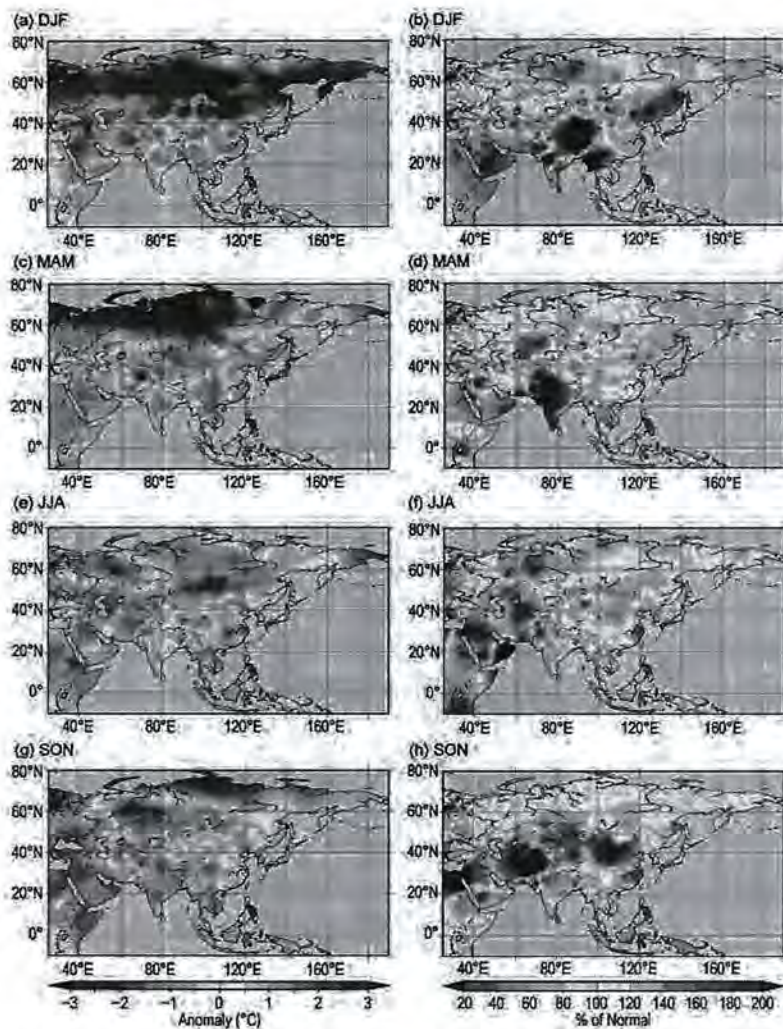 (a) DJF
(b) DJF
80°N
80°N
60°N
60°N
40°N
40°N
20°N
20°N
0°
0°
40°E 80°E 120°E 160°E
40°E 80°E 120°E 160°E
(c) MAM
(d) MAM
80°N
80°N
60°N
60°N
40°N
40°N
20°N
20°N
0°
0°
40°E 80°E 120°E 160°E
40°E 80°E 120°E 160°E
(e) JJA
(f) JJA
80°N
80°N
60°N
60°N
40°N
40°N
20°N
20°N
0°
0°
40°E 80°E 120°E 160°E
40°E 80°E 120°E 160°E
(g) SON
(h) SON
80°N
80°N
60°N
60°N
40°N
40°N
20°N
20°N
0°
0°
40°E 80°E 120°E 160°E
40°E 80°E 120°E 160°E
−3 −2 −1 0 1 2 3
20 40 60 80 100 120 140 160 180 200
Anomaly (°C)
% of Normal